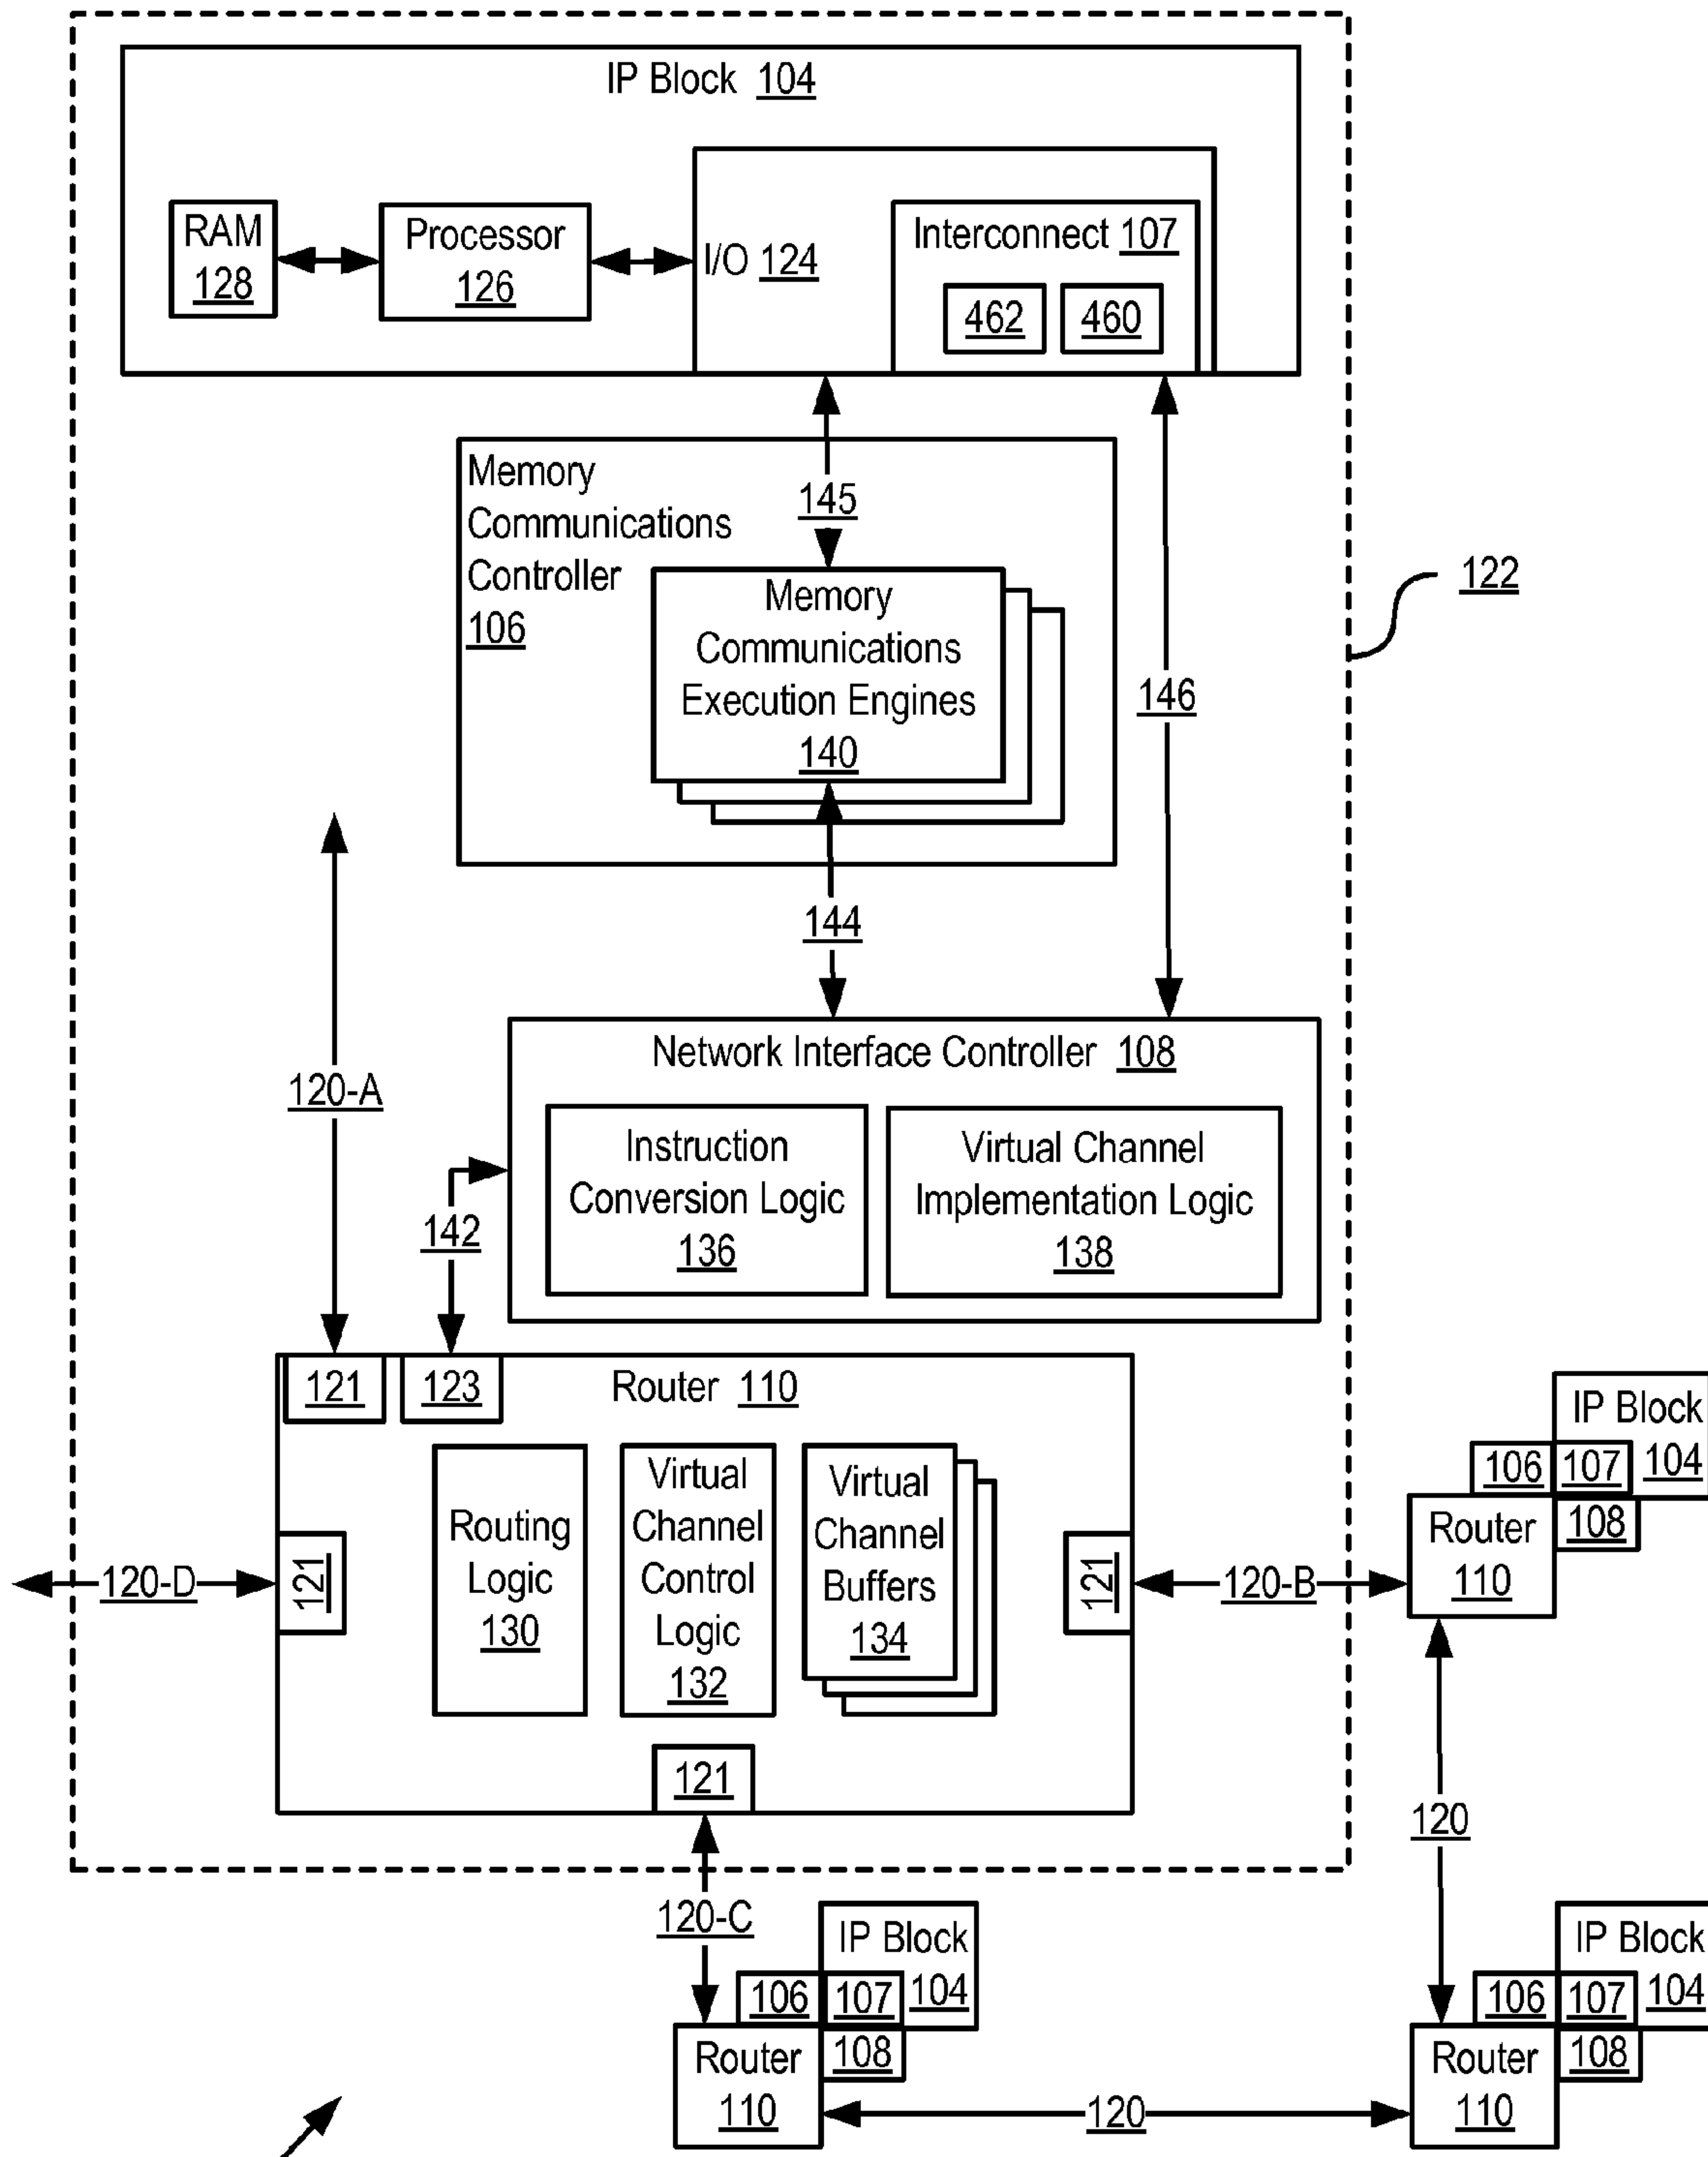 IP Block 104
RAM
128
Processor
126
I/O 124
Interconnect 107
462
460
Memory
Communications
Controller
106
145
Memory
Communications
Execution Engines
140
122
146
144
Network Interface Controller 108
120-A
Instruction
Conversion Logic
136
Virtual Channel
Implementation Logic
138
142
121
123
Router 110
Routing
Logic
130
Virtual
Channel
Control
Logic
132
Virtual
Channel
Buffers
134
120-D
121
121
120-B
121
IP Block
104
106
107
108
Router
110
120
120-C
IP Block
104
106
107
108
Router
110
120
IP Block
104
106
107
108
Router
110